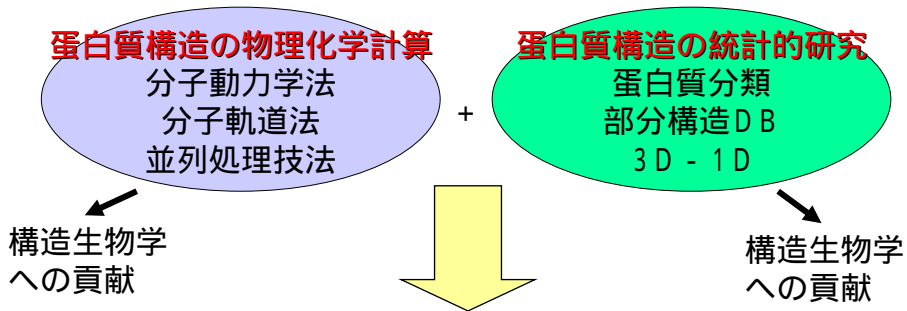 蛋白質構造の物理化学計算
分子動力学法
分子軌道法
並列処理技法
+
蛋白質構造の統計的研究
蛋白質分類
部分構造DB
3D-1D
構造生物学
への貢献
構造生物学
への貢献